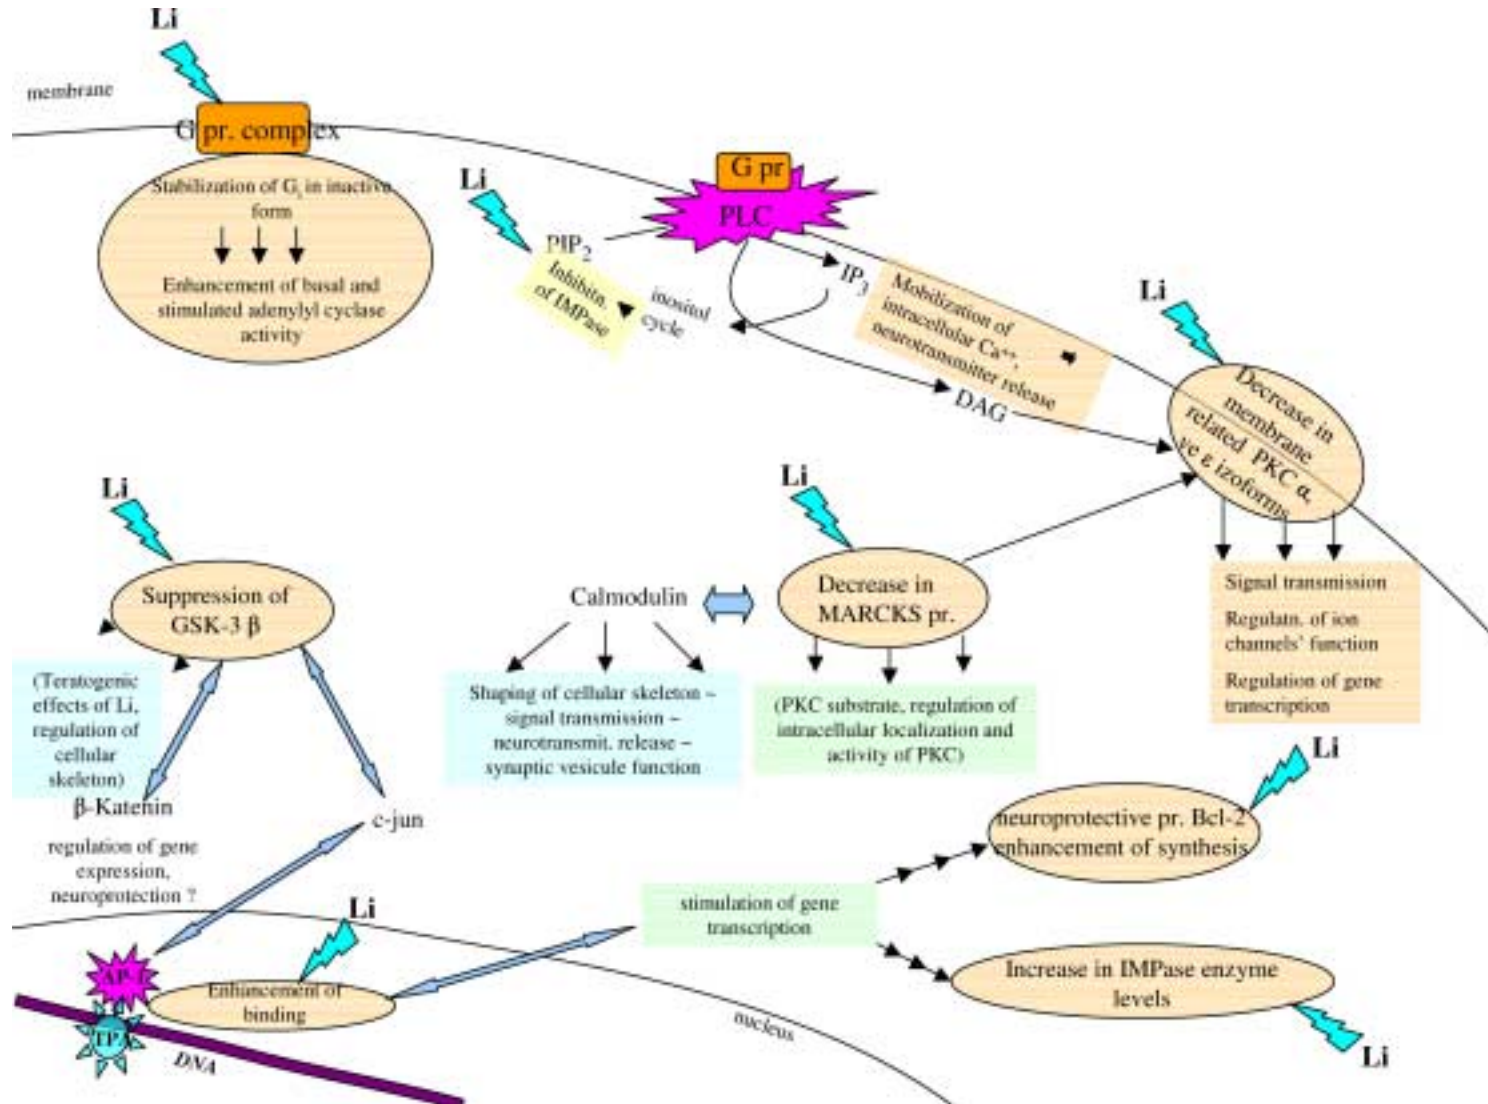 Li
membrane
G pr. complex
Stabilization of Gi in inactive
form
Enhancement of basal and
stimulated adenylyl cyclase
activity
Li
G pr
PLC
PIP2
Inhibitn.
of IMPase
inositol
cycle
IP3
Mobilization of
intracellular Ca++,
neurotransmitter release
DAG
Li
Decrease in
membrane
related PKC α,
ve ε izoforms
Signal transmission
Regulatn. of ion
channels' function
Regulation of gene
transcription
Li
Suppression of
GSK-3 β
(Teratogenic
effects of Li,
regulation of
cellular
skeleton)
β-Katenin
regulation of gene
expression,
neuroprotection ?
c-jun
Calmodulin
Shaping of cellular skeleton –
signal transmission –
neurotransmit. release –
synaptic vesicule function
Li
Decrease in
MARCKS pr.
(PKC substrate, regulation of
intracellular localization and
activity of PKC)
Li
neuroprotective pr. Bcl-2
enhancement of synthesis
stimulation of gene
transcription
Increase in IMPase enzyme
levels
Li
Li
AP-1
Enhancement of
binding
TPA
DNA
nucleus